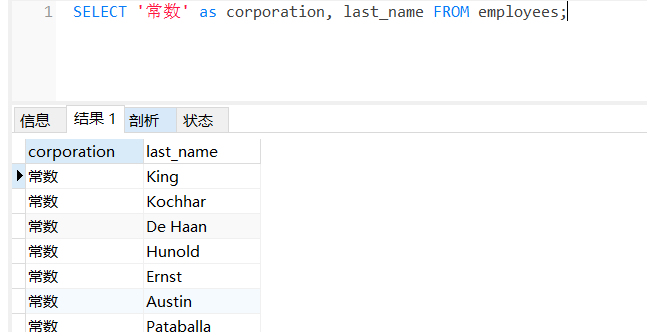 1 SELECT '常数' as corporation, last_name FROM employees;
信息 结果 1 剖析 状态
corporation last_name
常数 King
常数 Kochhar
常数 De Haan
常数 Hunold
常数 Ernst
常数 Austin
常数 Pataballa